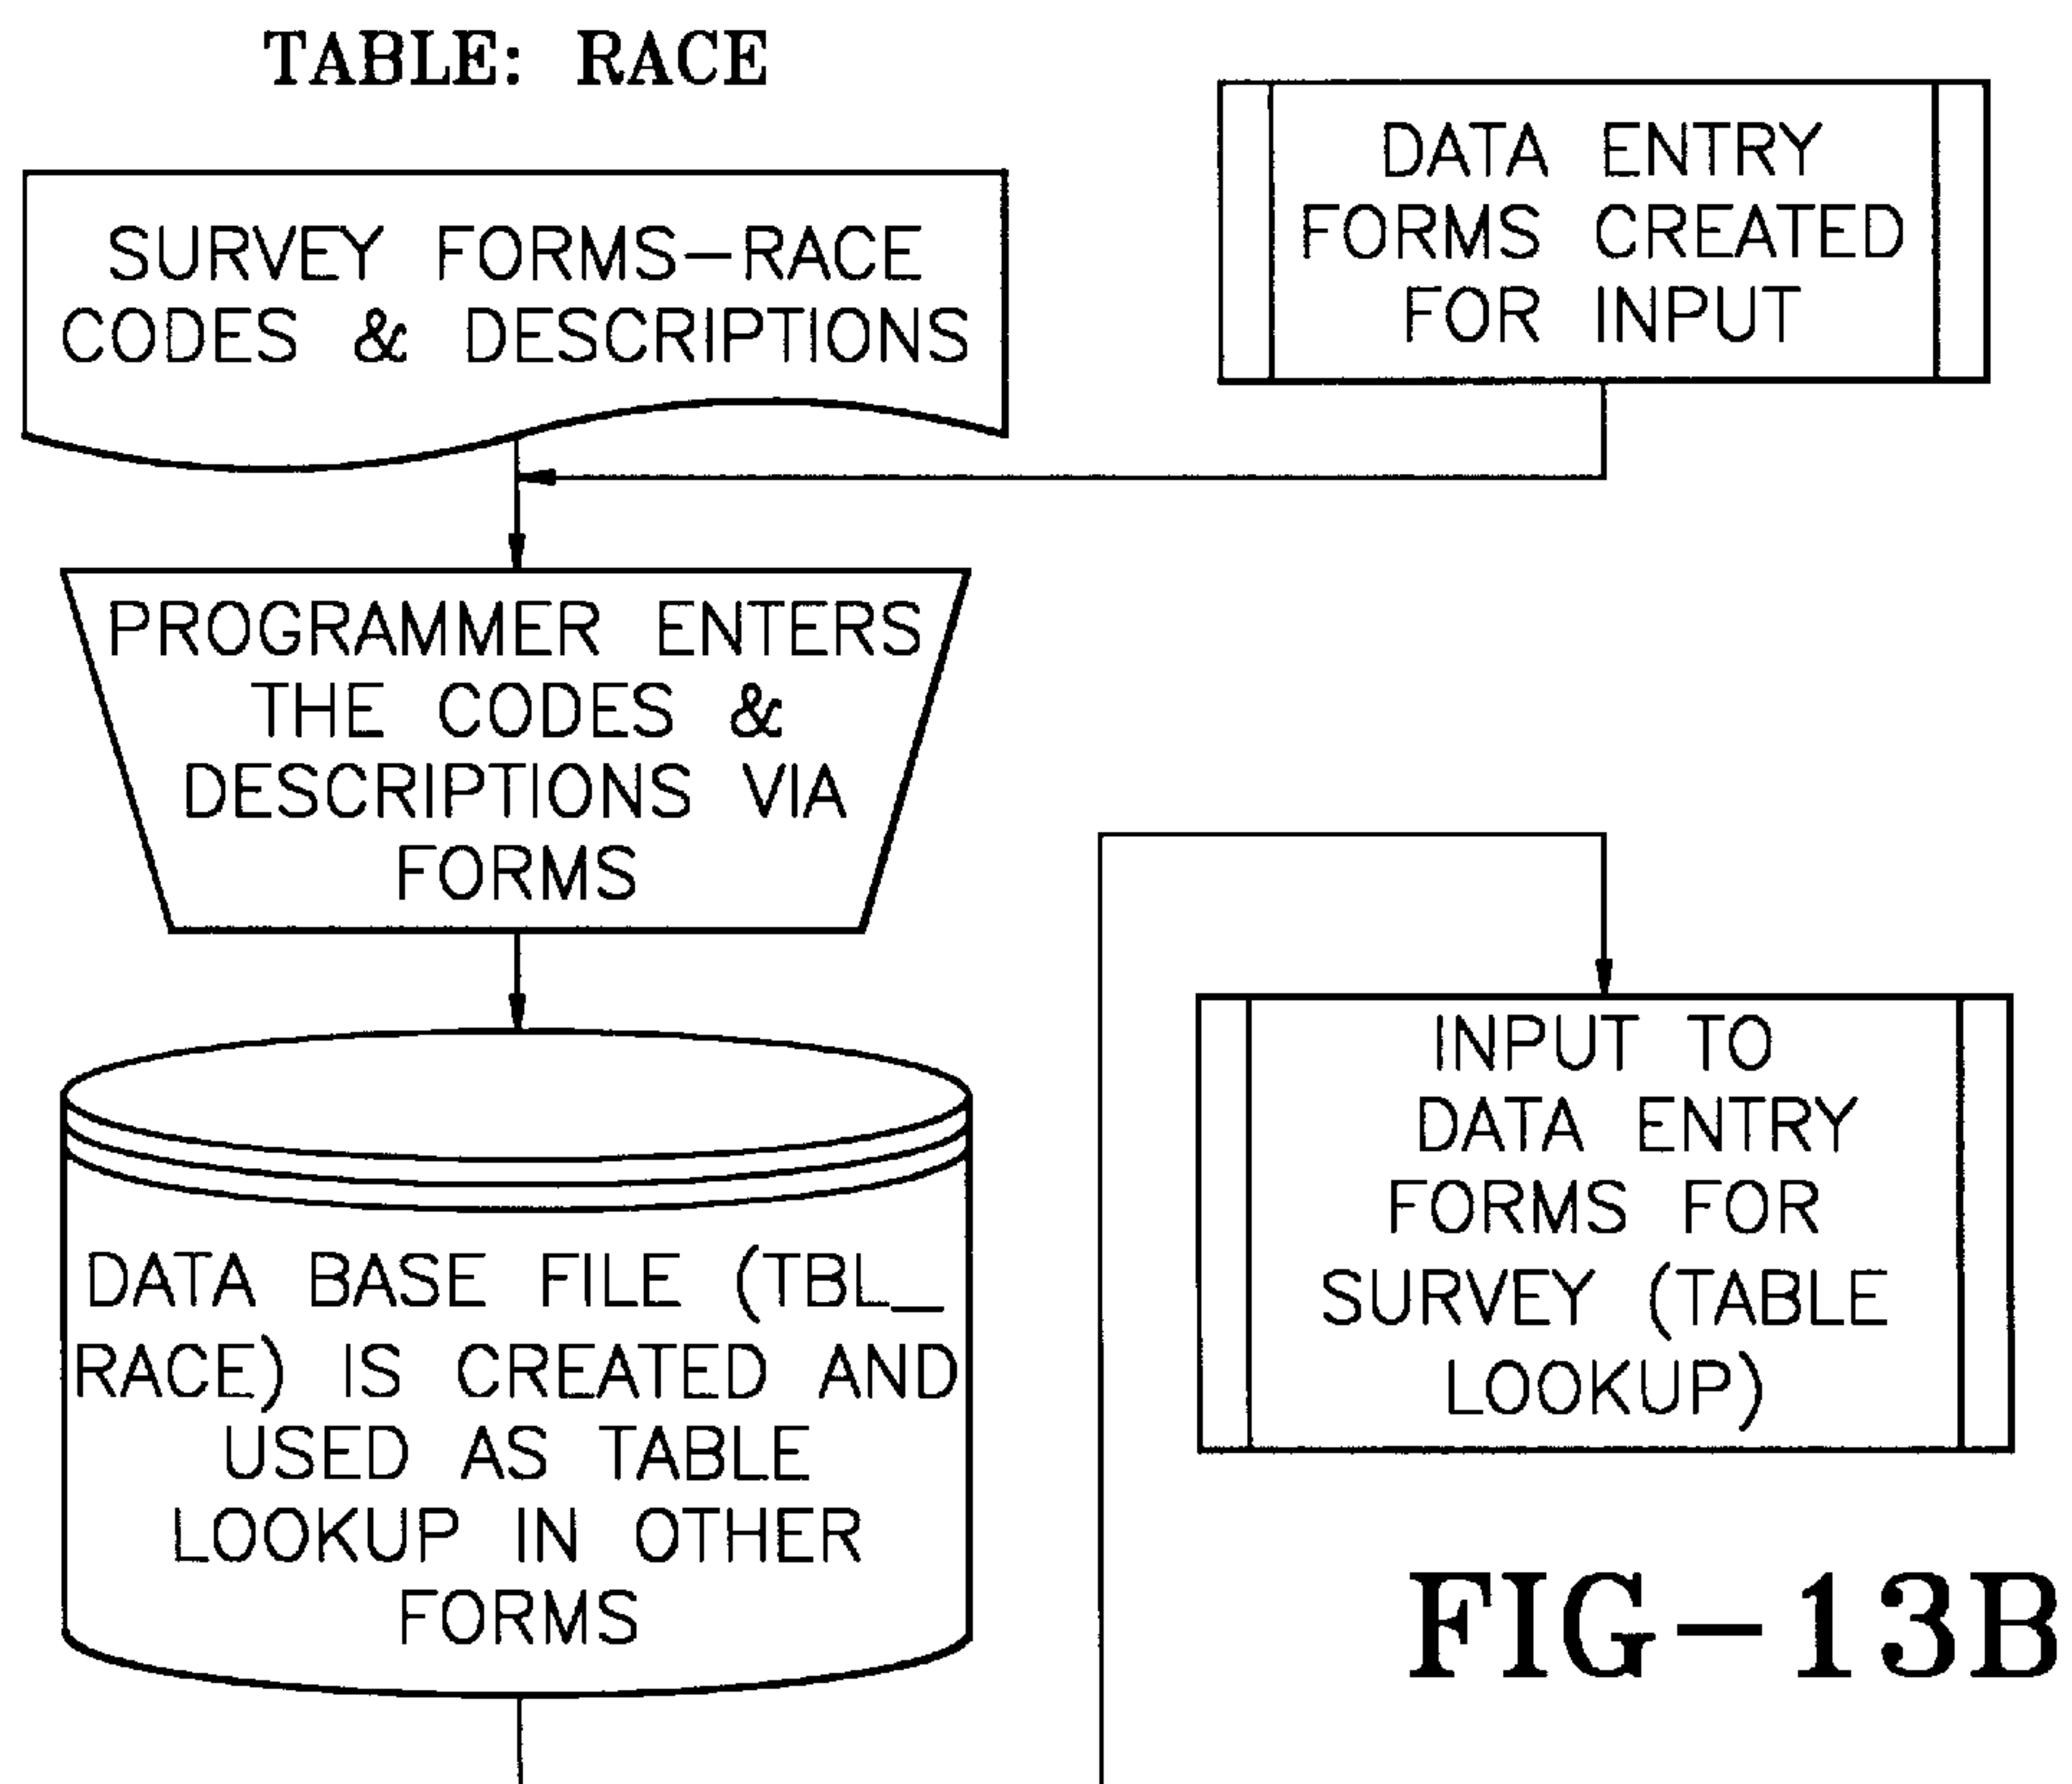 TABLE: RACE
SURVEY FORMS-RACE
CODES & DESCRIPTIONS
DATA ENTRY
FORMS CREATED
FOR INPUT
PROGRAMMER ENTERS
THE CODES &
DESCRIPTIONS VIA
FORMS
DATA BASE FILE (TBL_
RACE) IS CREATED AND
USED AS TABLE
LOOKUP IN OTHER
FORMS
INPUT TO
DATA ENTRY
FORMS FOR
SURVEY (TABLE
LOOKUP)
FIG-13B